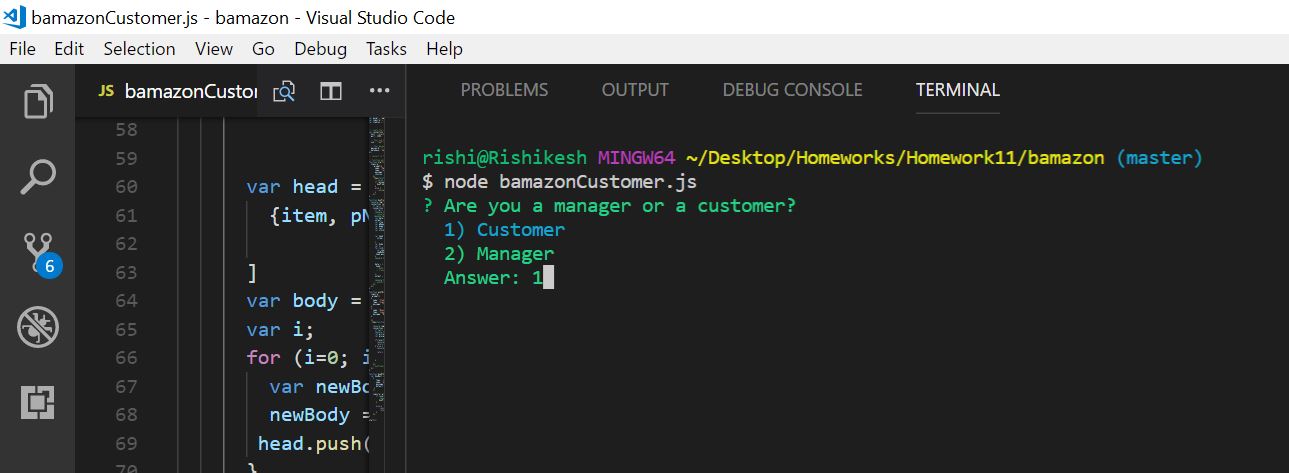 bamazonCustomer.js - bamazon - Visual Studio Code
File Edit Selection View Go Debug Tasks Help
JS bamazonCustor
58
59
60 var head =
61 {item, pN
62
63 ]
64 var body =
65 var i;
66 for (i=0; i
67 var newBo
68 newBody =
69 head.push(
70 }
6
PROBLEMS OUTPUT DEBUG CONSOLE TERMINAL
rishi@Rishikesh MINGW64 ~/Desktop/Homeworks/Homework11/bamazon (master)
$ node bamazonCustomer.js
? Are you a manager or a customer?
1) Customer
2) Manager
Answer: 1